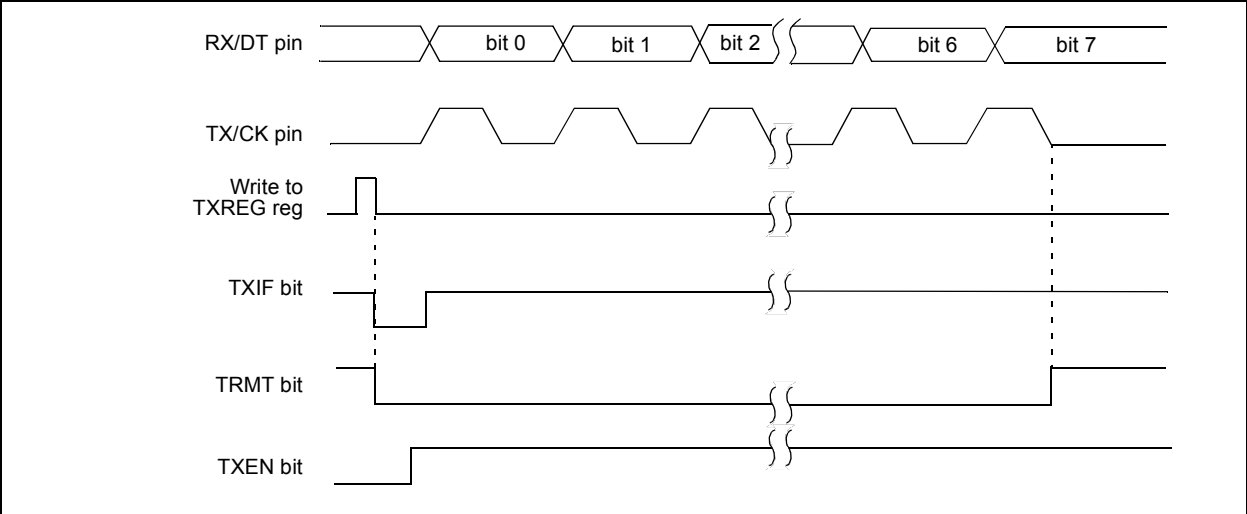 RX/DT pin
bit 0
bit 1
bit 2
bit 6
bit 7
TX/CK pin
Write to
TXREG reg
TXIF bit
TRMT bit
TXEN bit